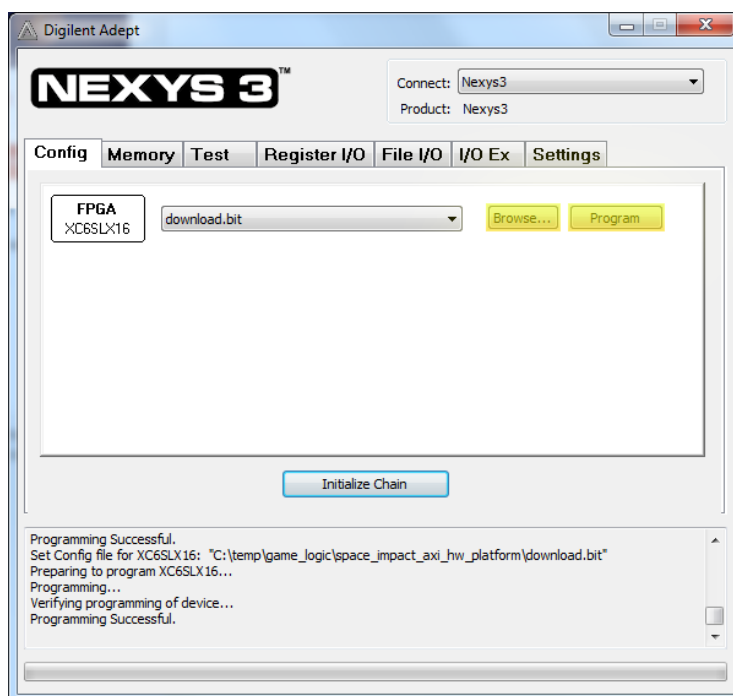 Digilent Adept
NEXYS 3™
Connect: Nexys3
Product: Nexys3
Config Memory Test Register I/O File I/O I/O Ex Settings
FPGA
XC6SLX16
download.bit Browse... Program
Initialize Chain
Programming Successful.
Set Config file for XC6SLX16: "C:\temp\game_logic\space_impact_axi_hw_platform\download.bit"
Preparing to program XC6SLX16...
Programming...
Verifying programming of device...
Programming Successful.